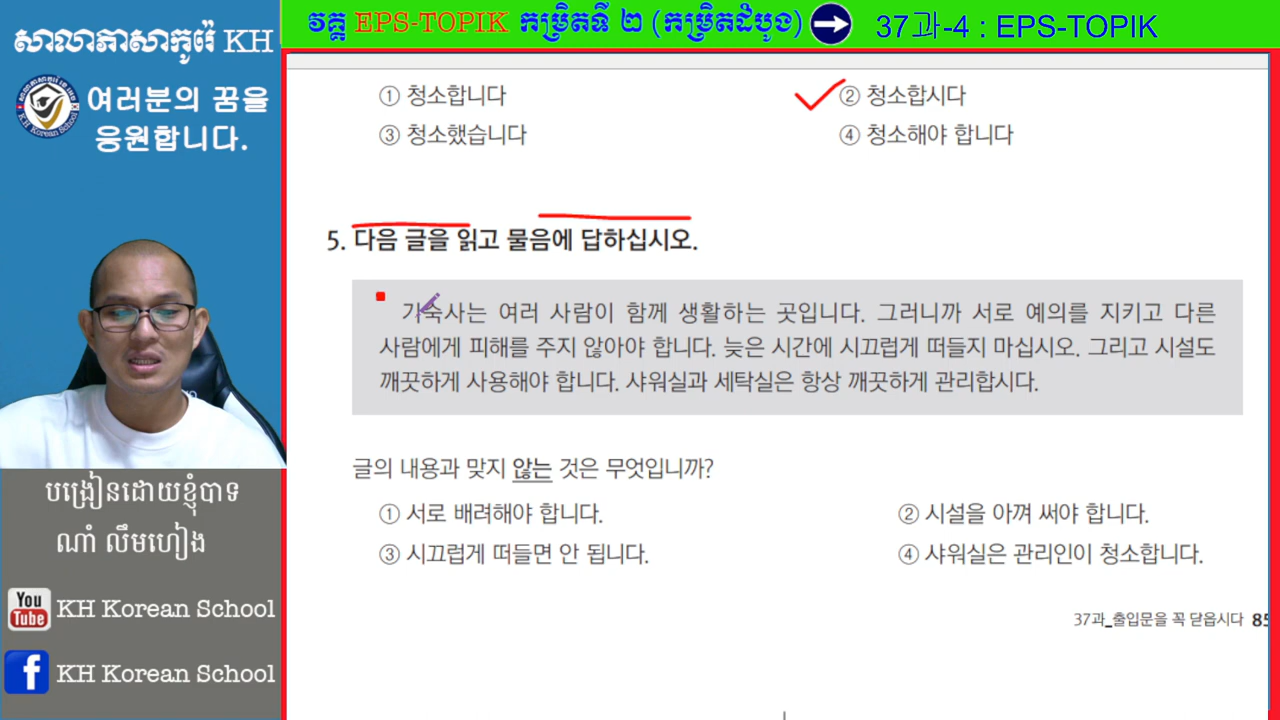 សាលាភាសាកូរ៉េ KH
여러분의 꿈을
응원합니다.
វគ្គ EPS-TOPIK កម្រិតទី ២ (កម្រិតដំបូង)
37과-4 : EPS-TOPIK
① 청소합니다
② 청소합시다
③ 청소했습니다
④ 청소해야 합니다
5. 다음 글을 읽고 물음에 답하십시오.
기숙사는 여러 사람이 함께 생활하는 곳입니다. 그러니까 서로 예의를 지키고 다른
사람에게 피해를 주지 않아야 합니다. 늦은 시간에 시끄럽게 떠들지 마십시오. 그리고 시설도
깨끗하게 사용해야 합니다. 샤워실과 세탁실은 항상 깨끗하게 관리합시다.
글의 내용과 맞지 않는 것은 무엇입니까?
① 서로 배려해야 합니다.
② 시설을 아껴 써야 합니다.
③ 시끄럽게 떠들면 안 됩니다.
④ 샤워실은 관리인이 청소합니다.
37과_출입문을 꼭 닫읍시다 85
បង្រៀនដោយខ្ញុំបាទ
ណាំ លឹមហៀង
You Tube KH Korean School
f KH Korean School